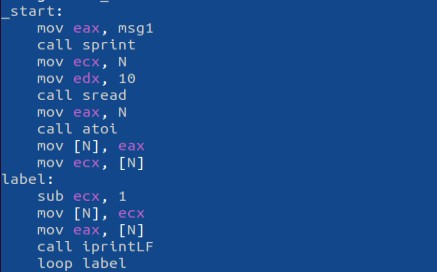 _start:
mov eax, msg1
call sprint
mov ecx, N
mov edx, 10
call sread
mov eax, N
call atoi
mov [N], eax
mov ecx, [N]
label:
sub ecx, 1
mov [N], ecx
mov eax, [N]
call iprintLF
loop label